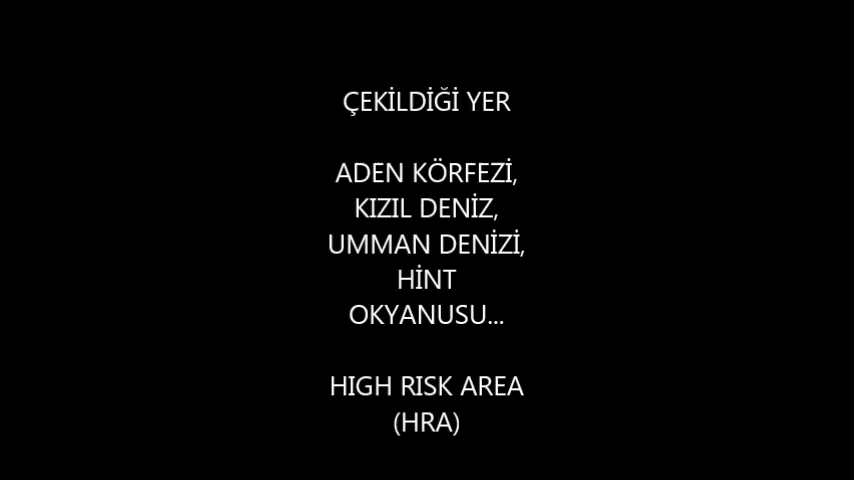 ÇEKİLDİĞİ YER
ADEN KÖRFEZİ,
KIZIL DENİZ,
UMMAN DENİZİ,
HİNT
OKYANUSU...
HIGH RISK AREA
(HRA)